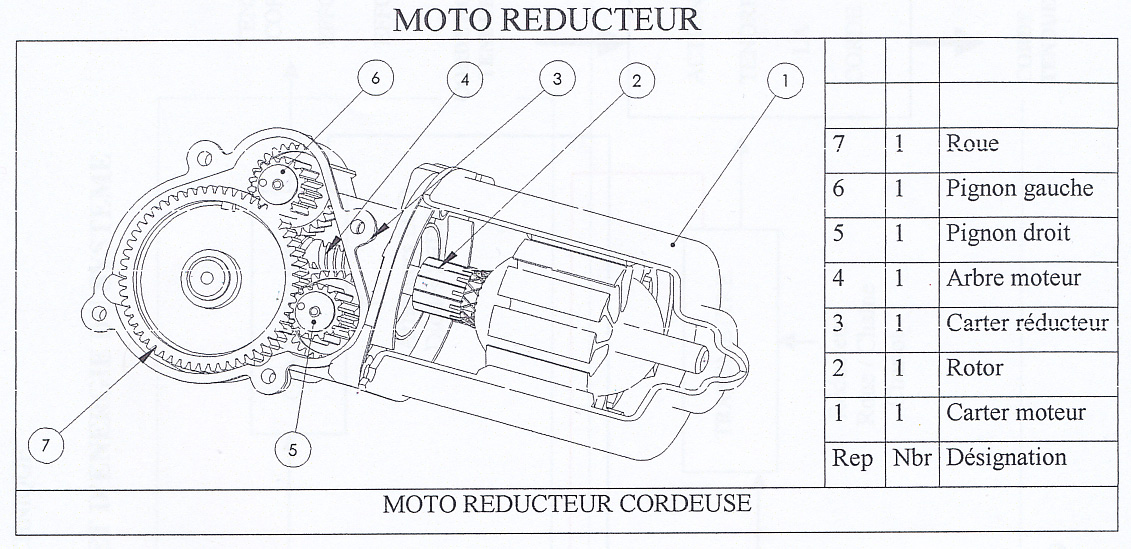 MOTO REDUCTEUR
6 4 3 2 1
7 1 Roue
6 1 Pignon gauche
5 1 Pignon droit
4 1 Arbre moteur
3 1 Carter réducteur
2 1 Rotor
1 1 Carter moteur
Rep Nbr Désignation
7 5
MOTO REDUCTEUR CORDEUSE